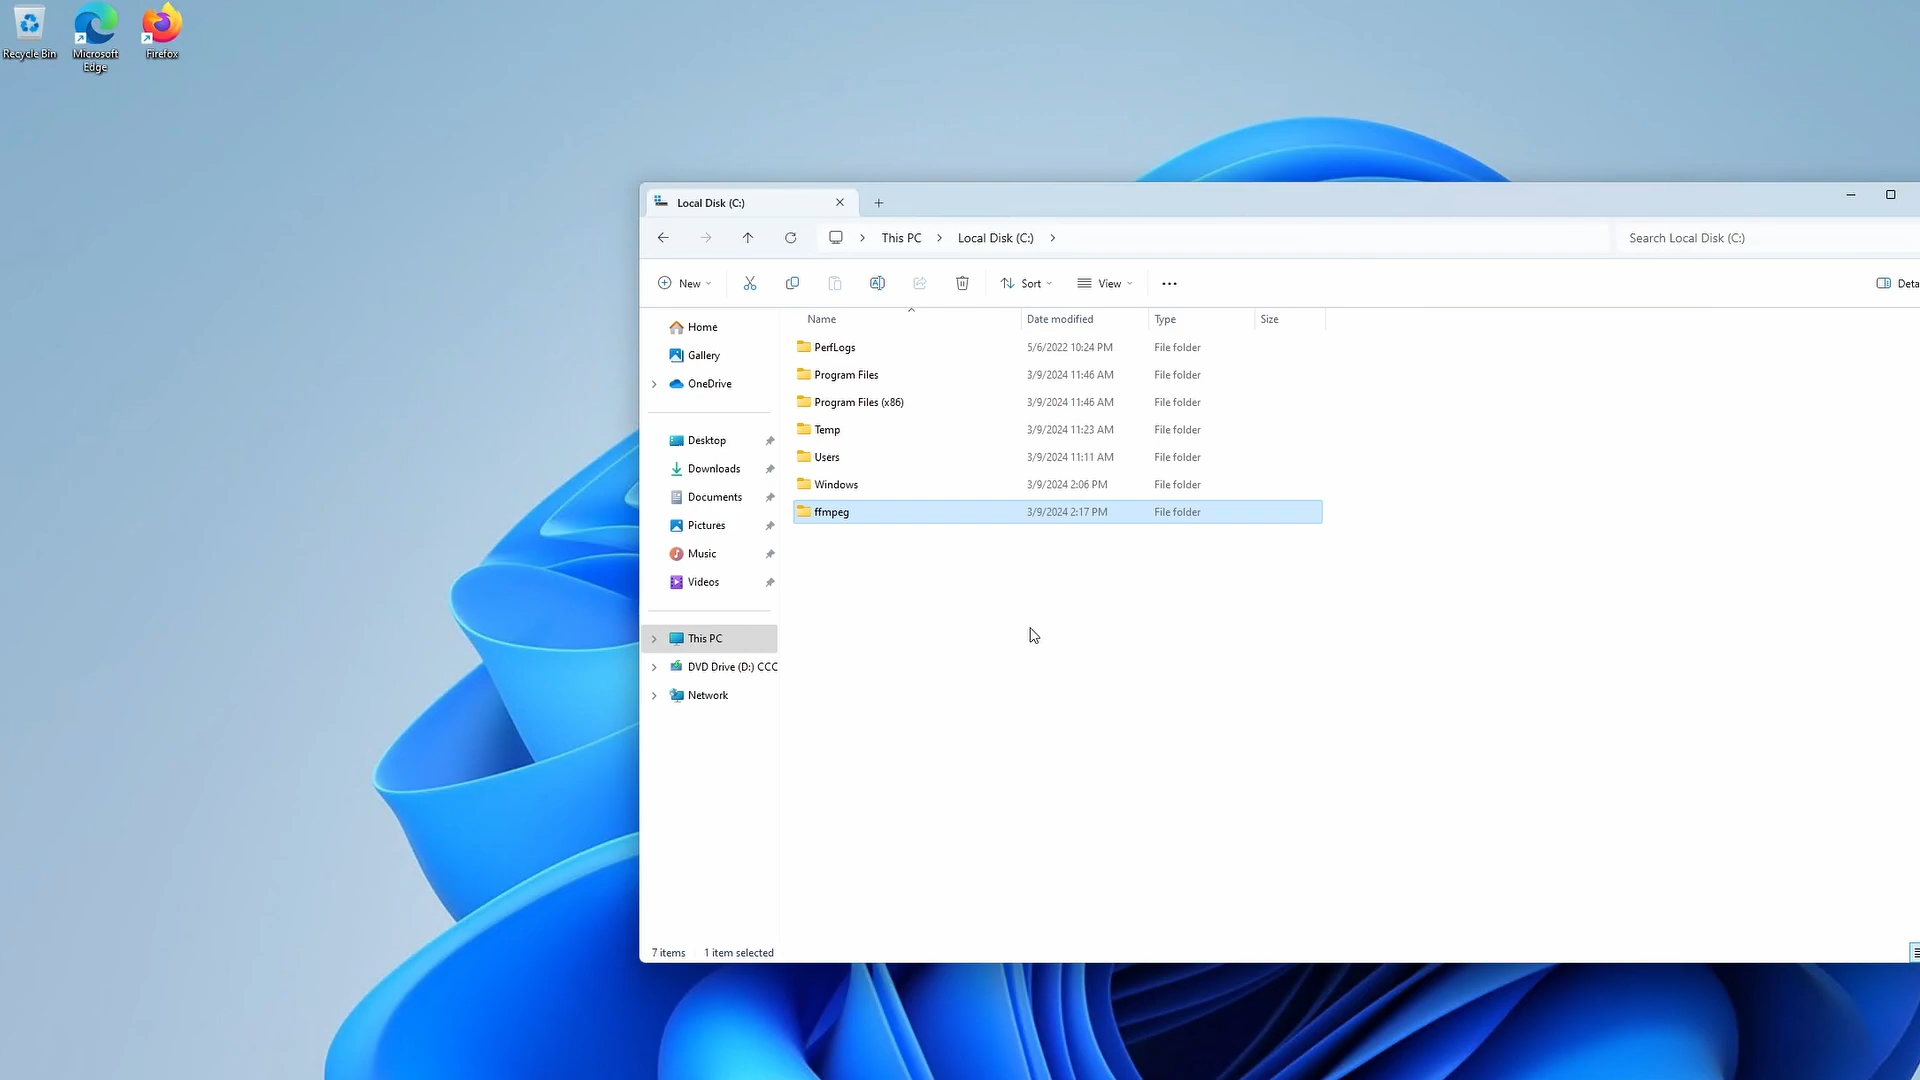 Recycle Bin
Microsoft
Edge
Firefox
Local Disk (C:)
This PC
Local Disk (C:)
Search Local Disk (C:)
New
Sort
View
Deta
Name
Date modified
Type
Size
Home
Gallery
OneDrive
Desktop
Downloads
Documents
Pictures
Music
Videos
This PC
DVD Drive (D:) CCC
Network
PerfLogs 5/6/2022 10:24 PM File folder
Program Files 3/9/2024 11:46 AM File folder
Program Files (x86) 3/9/2024 11:46 AM File folder
Temp 3/9/2024 11:23 AM File folder
Users 3/9/2024 11:11 AM File folder
Windows 3/9/2024 2:06 PM File folder
ffmpeg 3/9/2024 2:17 PM File folder
7 items
1 item selected